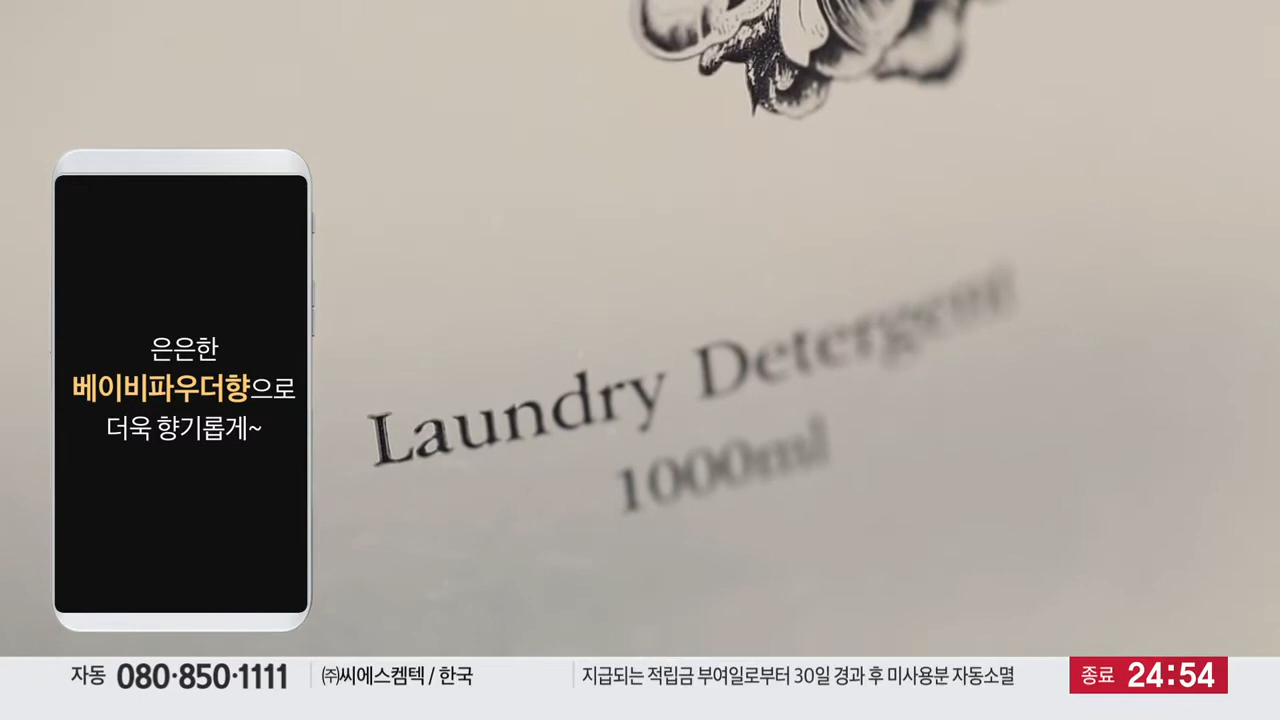 은은한
베이비파우더향으로
더욱 향기롭게~
Laundry Detergent
1000ml
자동 080·850·1111
㈜씨에스켐텍 / 한국
지급되는 적립금 부여일로부터 30일 경과 후 미사용분 자동소멸
종료 24:54